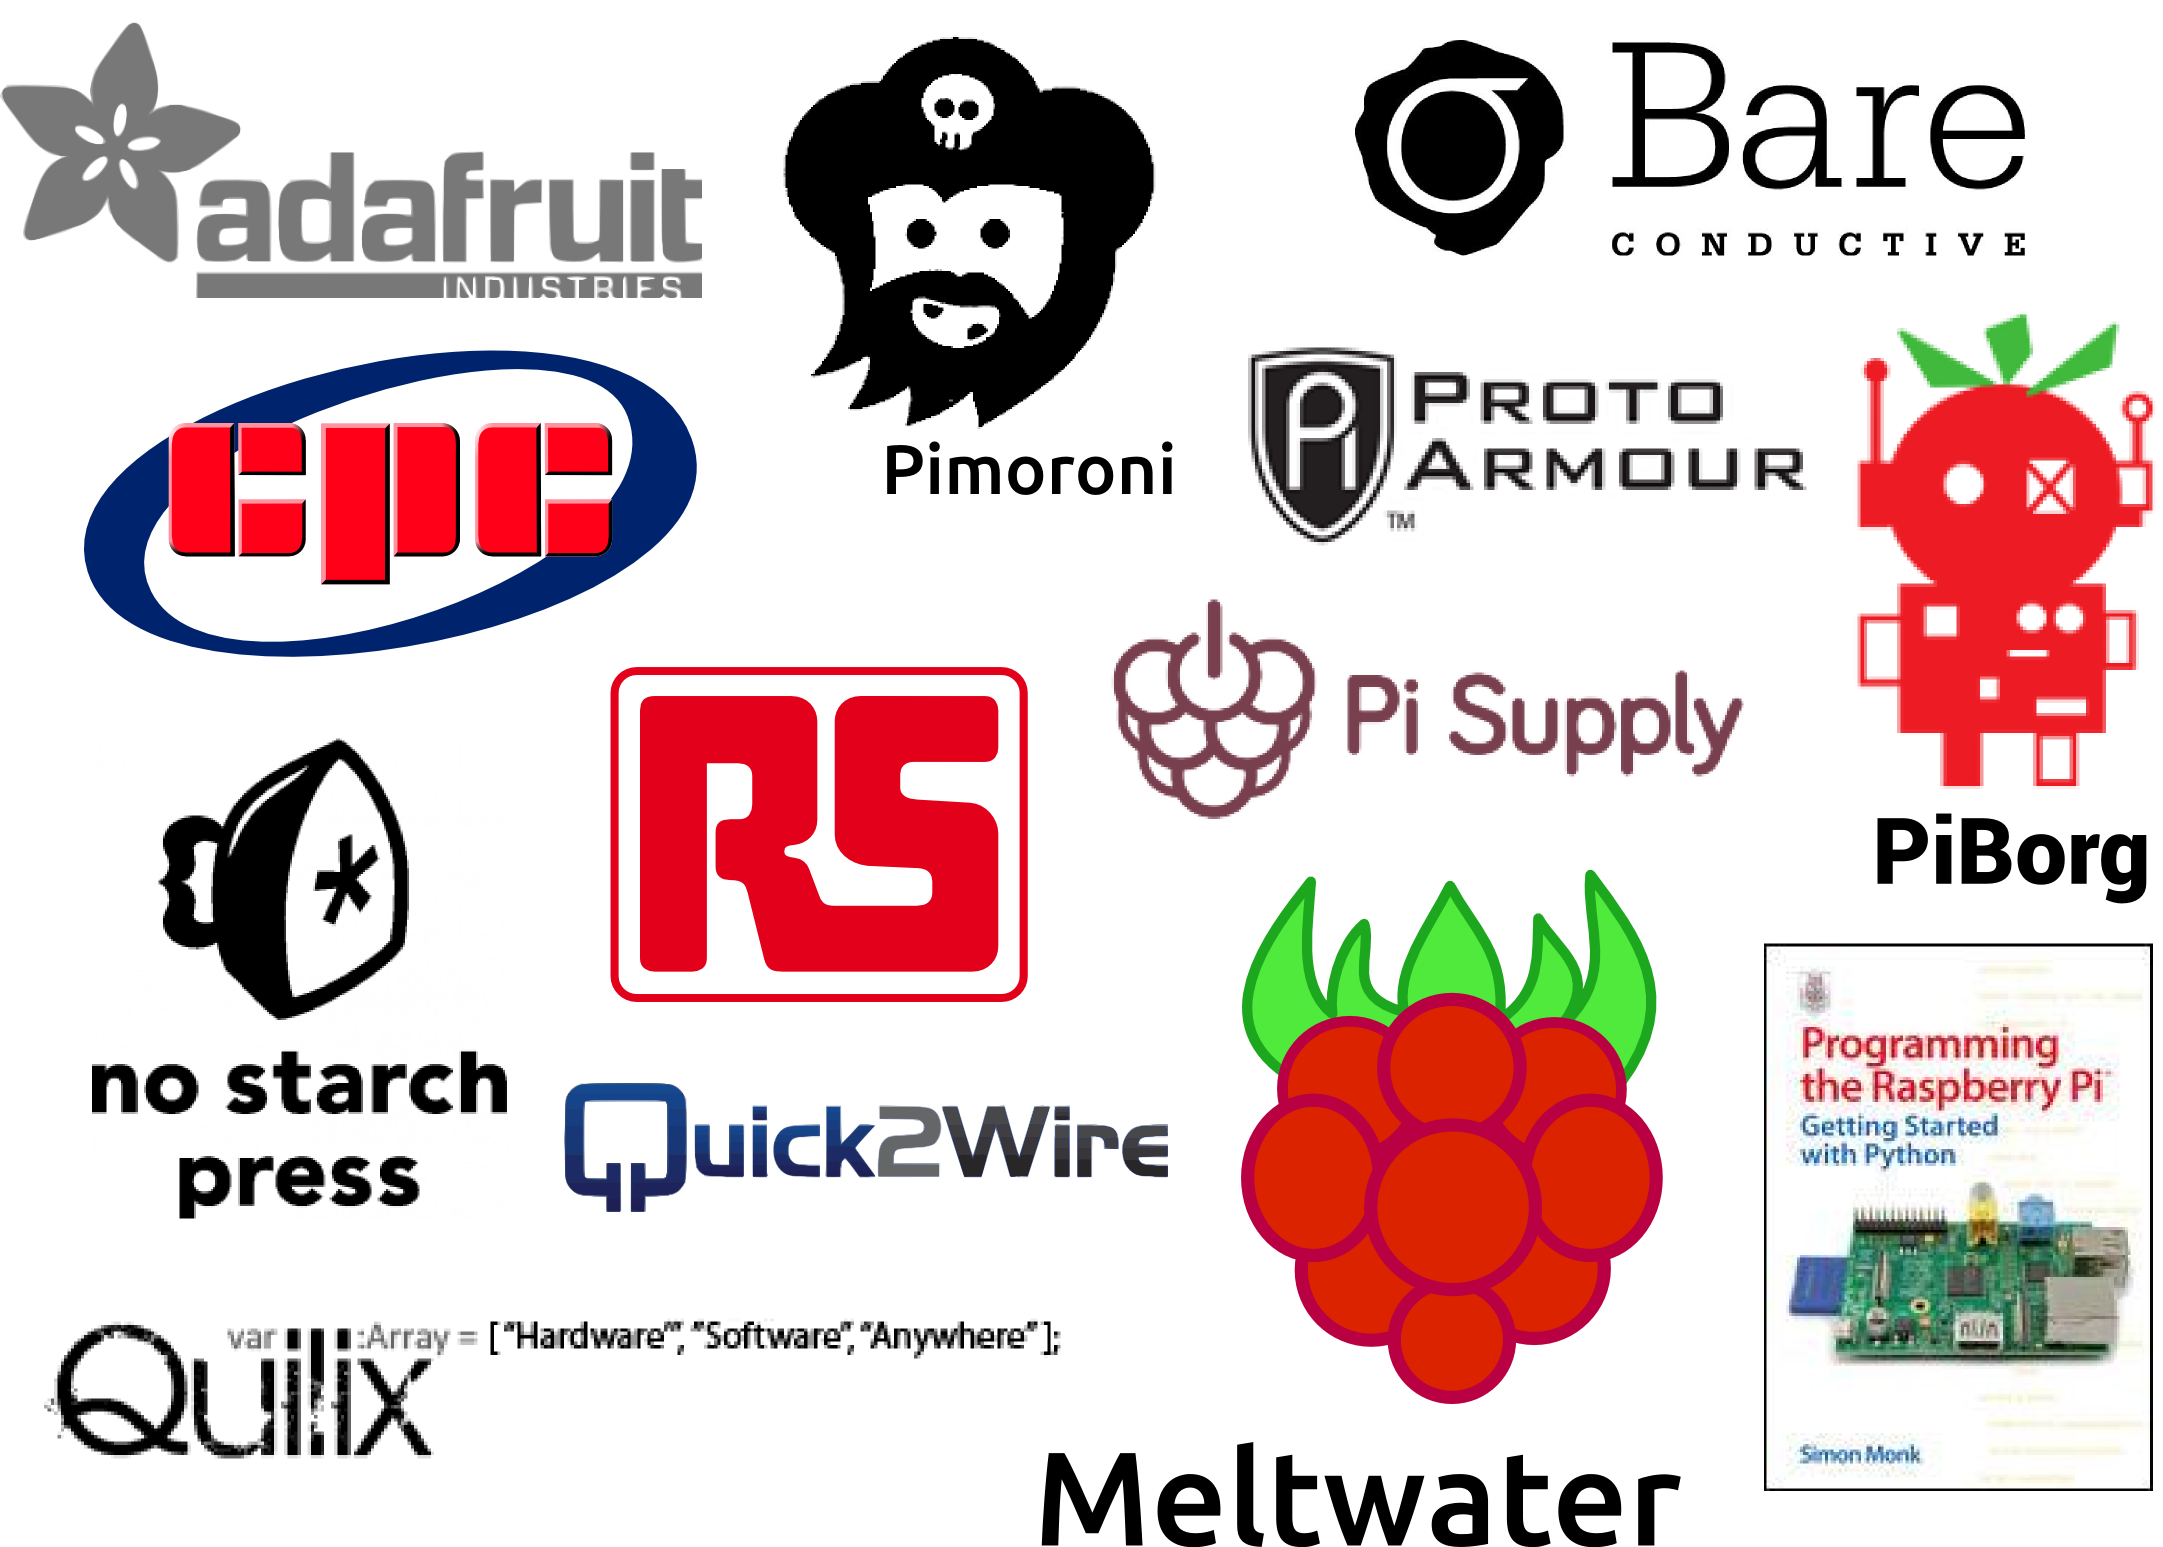 adafruit
INDUSTRIES
Pimoroni
Bare
CONDUCTIVE
cpc
PROTO
ARMOUR
TM
Pi Supply
PiBorg
RS
no starch
press
Quick2Wire
Programming
the Raspberry Pi
Getting Started
with Python
Simon Monk
var :Array = ["Hardware"", "Software", "Anywhere"];
Quilix
Meltwater